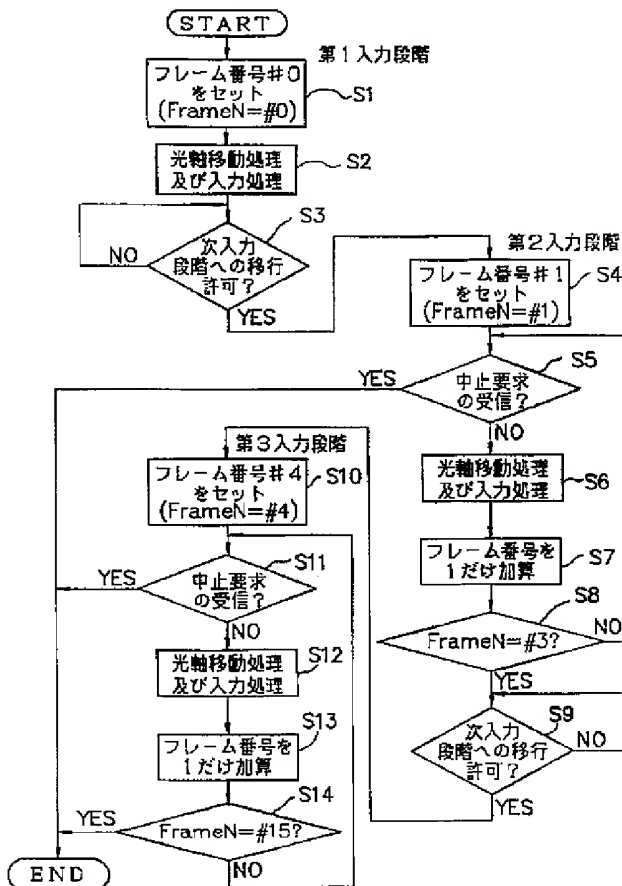 START
第1入力段階
フレーム番号#0
をセット
(FrameN=#0)
S1
光軸移動処理
及び入力処理
S2
S3
次入力
段階への移行
許可?
NO
YES
第2入力段階
フレーム番号#1
をセット
(FrameN=#1)
S4
S5
中止要求
の受信?
YES
NO
光軸移動処理
及び入力処理
S6
フレーム番号を
1だけ加算
S7
S8
FrameN=#3?
NO
YES
S9
次入力
段階への移行
許可?
NO
YES
第3入力段階
フレーム番号#4
をセット
(FrameN=#4)
S10
S11
中止要求
の受信?
YES
NO
S12
光軸移動処理
及び入力処理
S13
フレーム番号を
1だけ加算
S14
FrameN=#15?
YES
NO
END